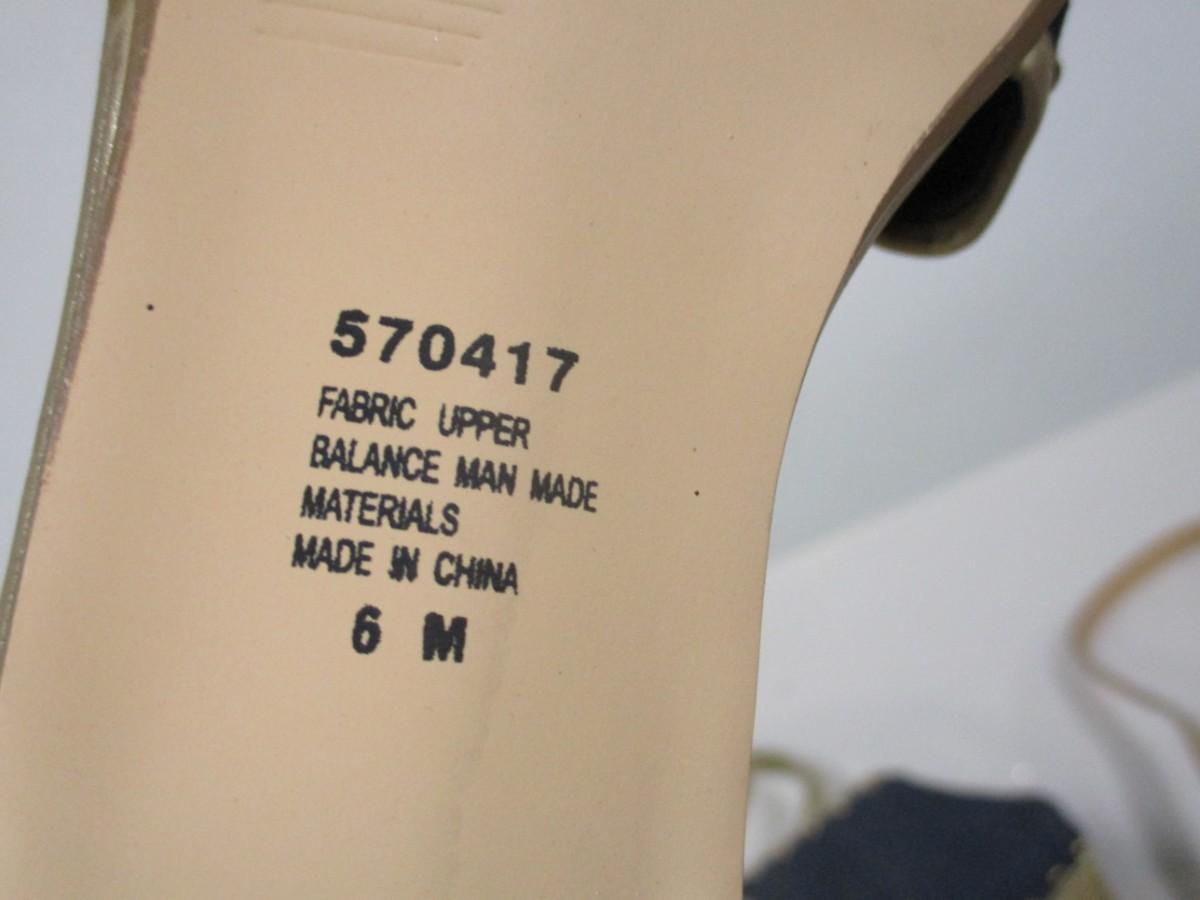 570417
FABRIC UPPER
BALANCE MAN MADE
MATERIALS
MADE IN CHINA
6 M